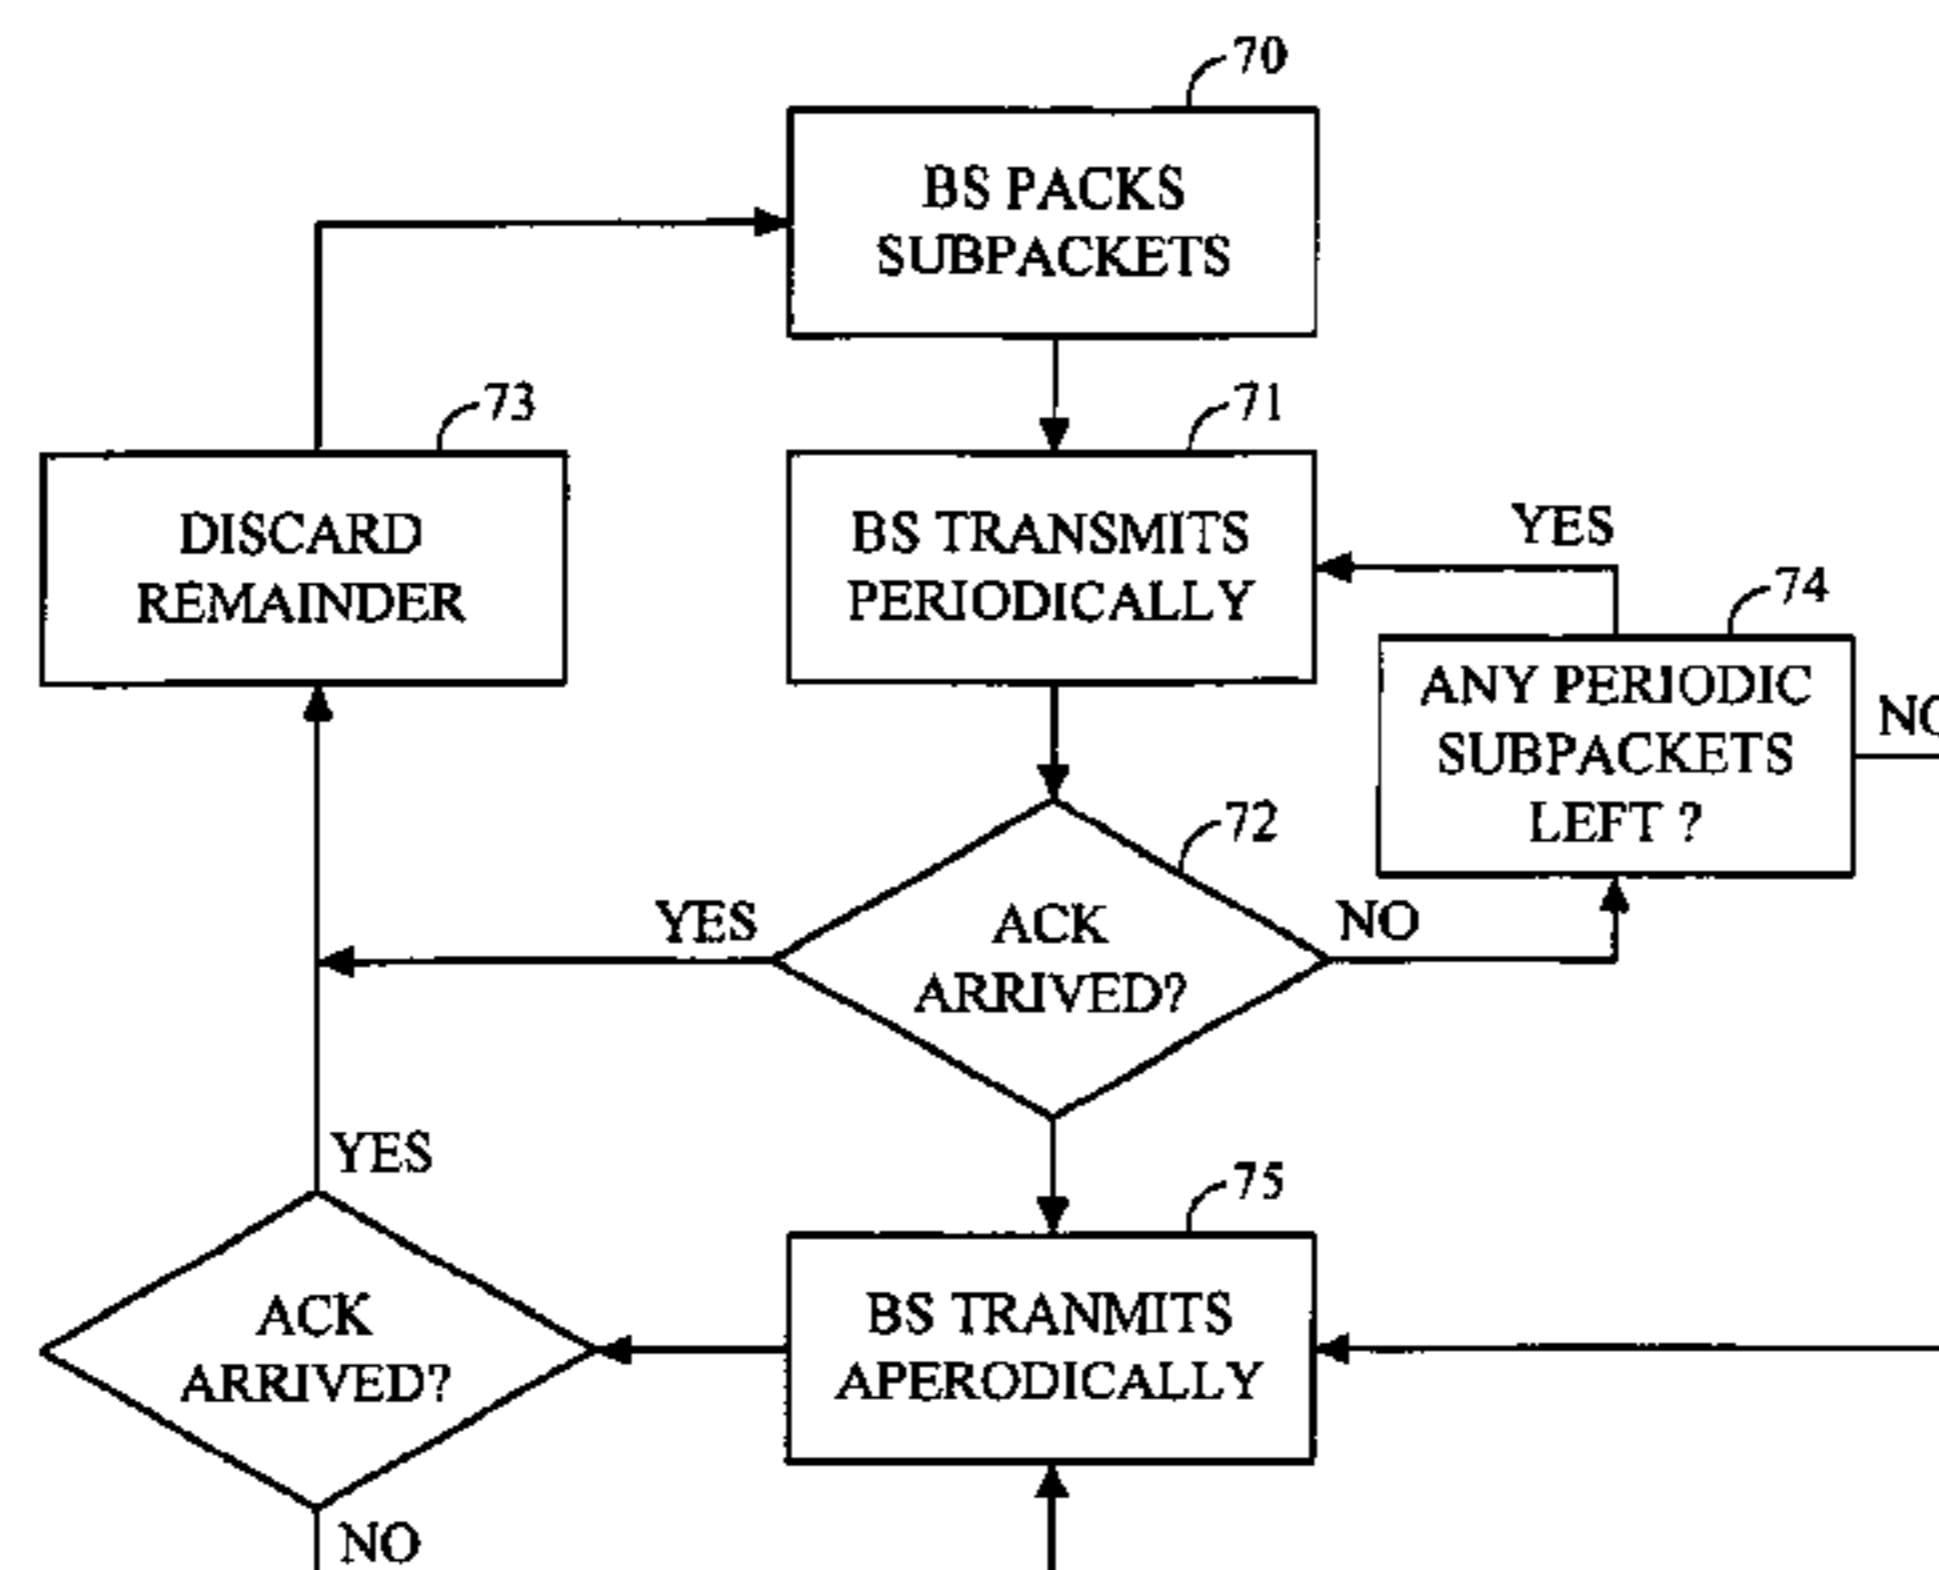 70
BS PACKS
SUBPACKETS
73
DISCARD
REMAINDER
71
BS TRANSMITS
PERIODICALLY
YES
74
ANY PERIODIC
SUBPACKETS
LEFT ?
NO
72
ACK
ARRIVED?
YES
NO
75
BS TRANMITS
APERODICALLY
YES
ACK
ARRIVED?
NO